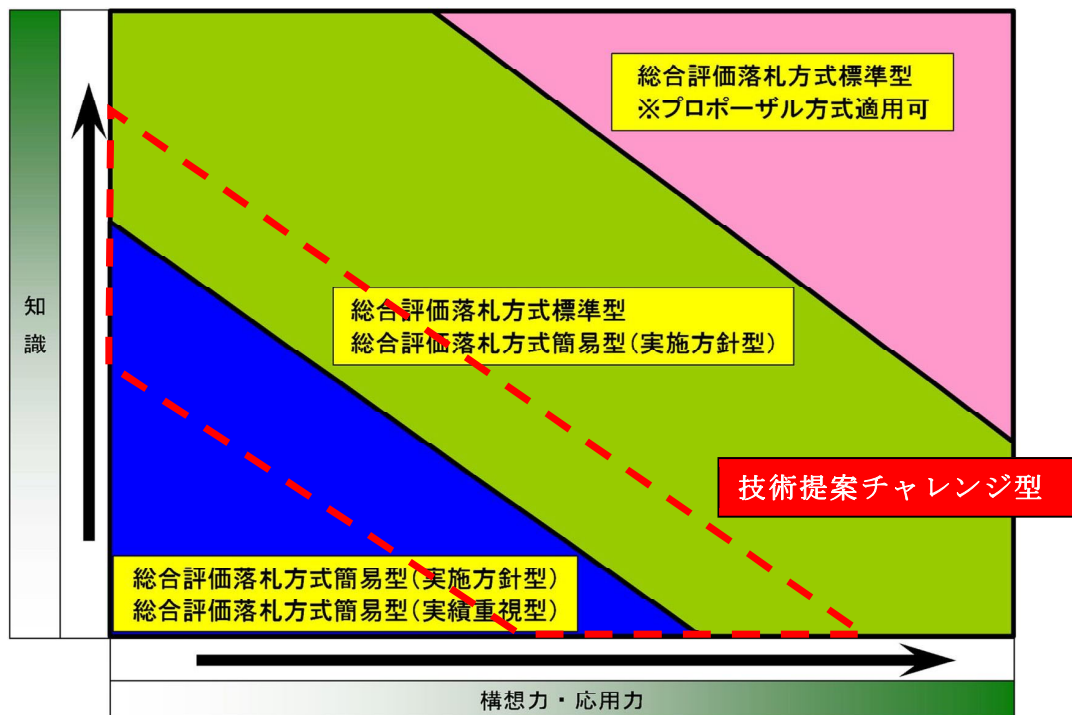 総合評価落札方式標準型
※プロポーザル方式適用可
知
識
総合評価落札方式標準型
総合評価落札方式簡易型(実施方針型)
技術提案チャレンジ型
総合評価落札方式簡易型(実施方針型)
総合評価落札方式簡易型(実績重視型)
構想力・応用力